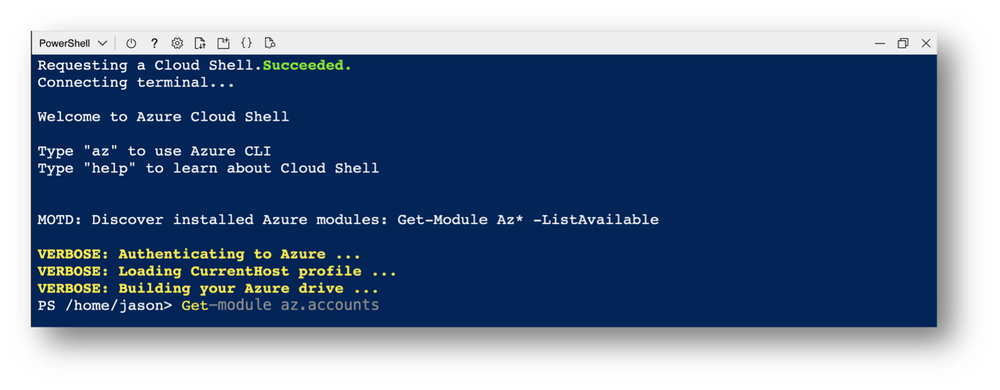 PowerShell
?
{}
Requesting a Cloud Shell.Succeeded.
Connecting terminal...
Welcome to Azure Cloud Shell
Type "az" to use Azure CLI
Type "help" to learn about Cloud Shell
MOTD: Discover installed Azure modules: Get-Module Az* -ListAvailable
VERBOSE: Authenticating to Azure ...
VERBOSE: Loading CurrentHost profile ...
VERBOSE: Building your Azure drive ...
PS /home/jason> Get-module az.accounts